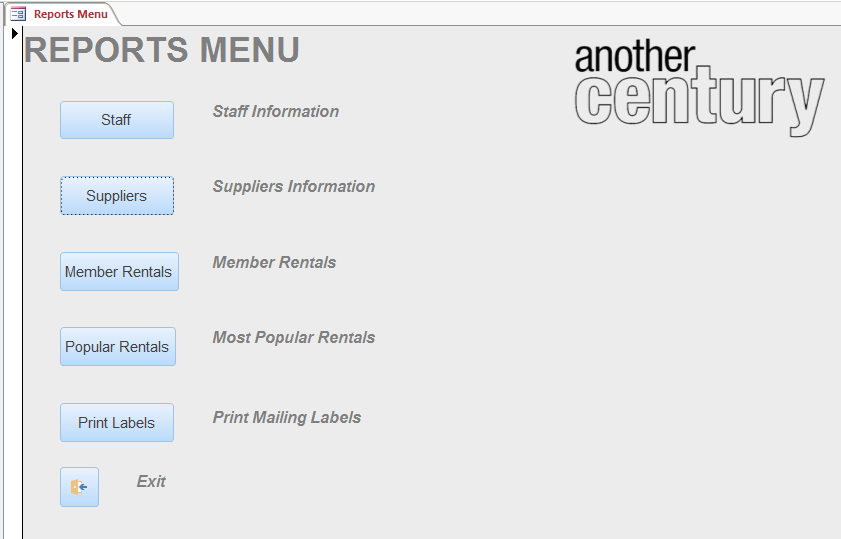 Reports Menu
REPORTS MENU
another
century
Staff
Staff Information
Suppliers
Suppliers Information
Member Rentals
Member Rentals
Popular Rentals
Most Popular Rentals
Print Labels
Print Mailing Labels
Exit